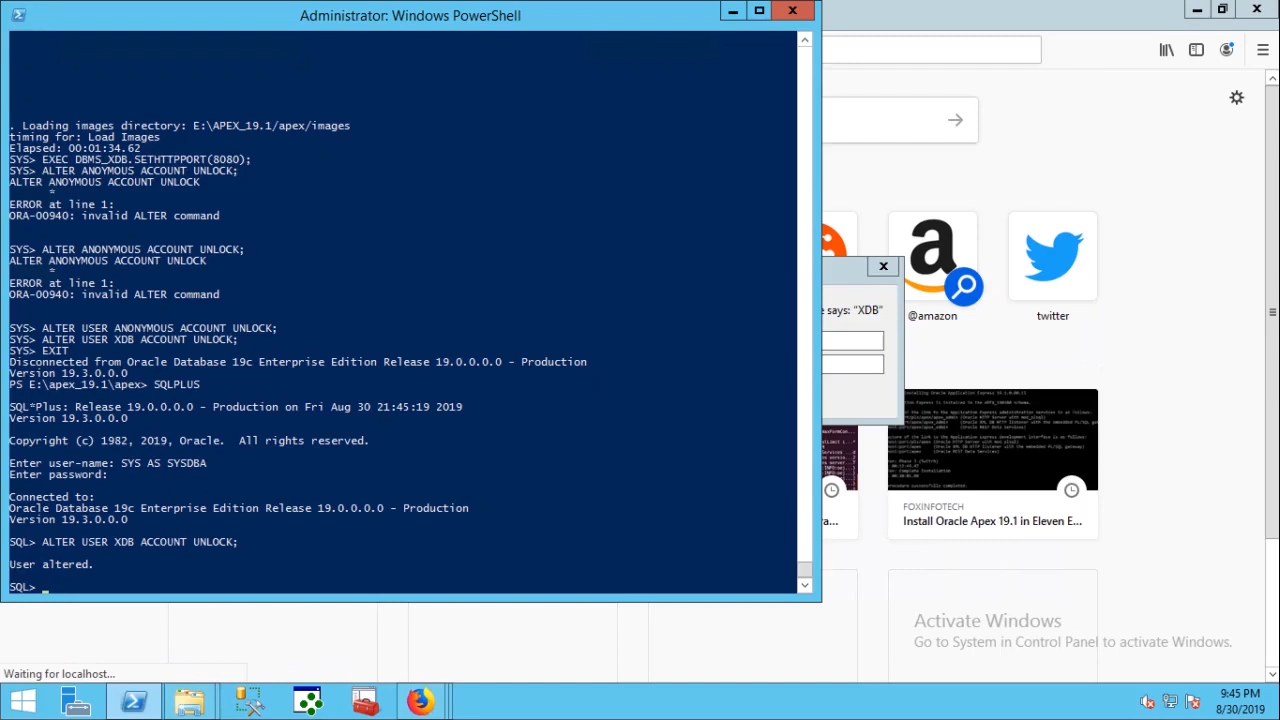 Administrator: Windows PowerShell
. Loading images directory: E:\APEX_19.1/apex/images
timing for: Load Images
Elapsed: 00:01:34.62
SYS> EXEC DBMS_XDB.SETHTTPPORT(8080);
SYS> ALTER ANOYMOUS ACCOUNT UNLOCK;
ALTER ANOYMOUS ACCOUNT UNLOCK
*
ERROR at line 1:
ORA-00940: invalid ALTER command
SYS> ALTER ANONYMOUS ACCOUNT UNLOCK;
ALTER ANONYMOUS ACCOUNT UNLOCK
*
ERROR at line 1:
ORA-00940: invalid ALTER command
SYS> ALTER USER ANONYMOUS ACCOUNT UNLOCK;
SYS> ALTER USER XDB ACCOUNT UNLOCK;
SYS> EXIT
Disconnected from Oracle Database 19c Enterprise Edition Release 19.0.0.0.0 - Production
Version 19.3.0.0.0
PS E:\apex_19.1\apex> SQLPLUS
SQL*Plus: Release 19.0.0.0.0 - Production on Fri Aug 30 21:45:19 2019
Version 19.3.0.0.0
Copyright (c) 1982, 2019, Oracle.  All rights reserved.
Enter user-name: SYS AS SYSDBA
Enter password:
Connected to:
Oracle Database 19c Enterprise Edition Release 19.0.0.0.0 - Production
Version 19.3.0.0.0
SQL> ALTER USER XDB ACCOUNT UNLOCK;
User altered.
SQL>
says: "XDB"
@amazon
twitter
FOXINFOTECH
Install Oracle Apex 19.1 in Eleven E...
Activate Windows
Go to System in Control Panel to activate Windows.
Waiting for localhost...
9:45 PM
8/30/2019